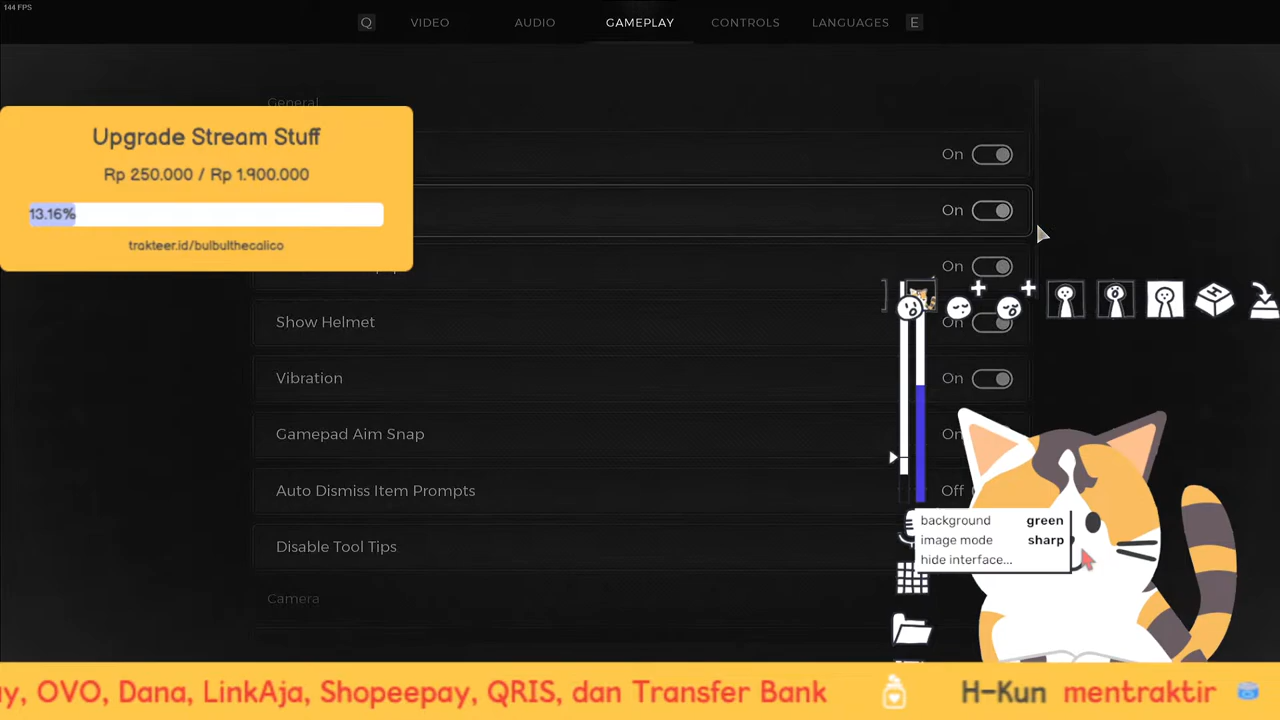 144 FPS
Q VIDEO AUDIO GAMEPLAY CONTROLS LANGUAGES E
General
Upgrade Stream Stuff
Rp 250.000 / Rp 1.900.000
13.16%
trakteer.id/bulbulthecalico
On
On
On
Show Helmet On
Vibration On
Gamepad Aim Snap On
Auto Dismiss Item Prompts Off
Disable Tool Tips
Camera
background green
image mode sharp
hide interface...
OVO, Dana, LinkAja, Shopeepay, QRIS, dan Transfer Bank H-Kun mentraktir